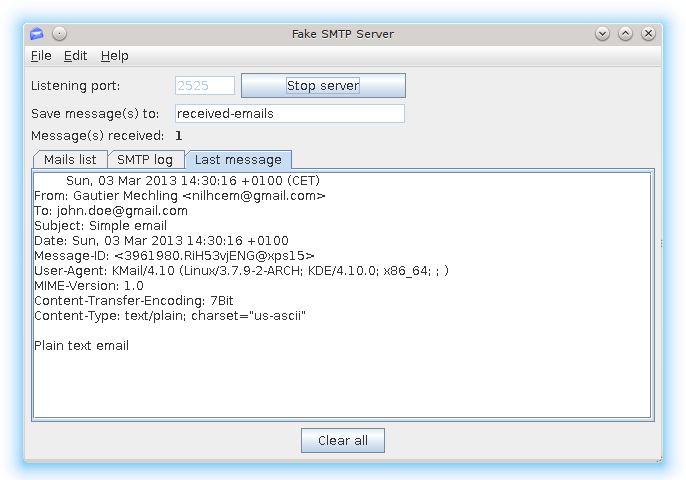 Fake SMTP Server
File Edit Help
Listening port: 2525 Stop server
Save message(s) to: received-emails
Message(s) received: 1
Mails list SMTP log Last message
Sun, 03 Mar 2013 14:30:16 +0100 (CET)
From: Gautier Mechling <nilhcem@gmail.com>
To: john.doe@gmail.com
Subject: Simple email
Date: Sun, 03 Mar 2013 14:30:16 +0100
Message-ID: <3961980.RiH53vjENG@xps15>
User-Agent: KMail/4.10 (Linux/3.7.9-2-ARCH; KDE/4.10.0; x86_64; ; )
MIME-Version: 1.0
Content-Transfer-Encoding: 7Bit
Content-Type: text/plain; charset="us-ascii"
Plain text email
Clear all